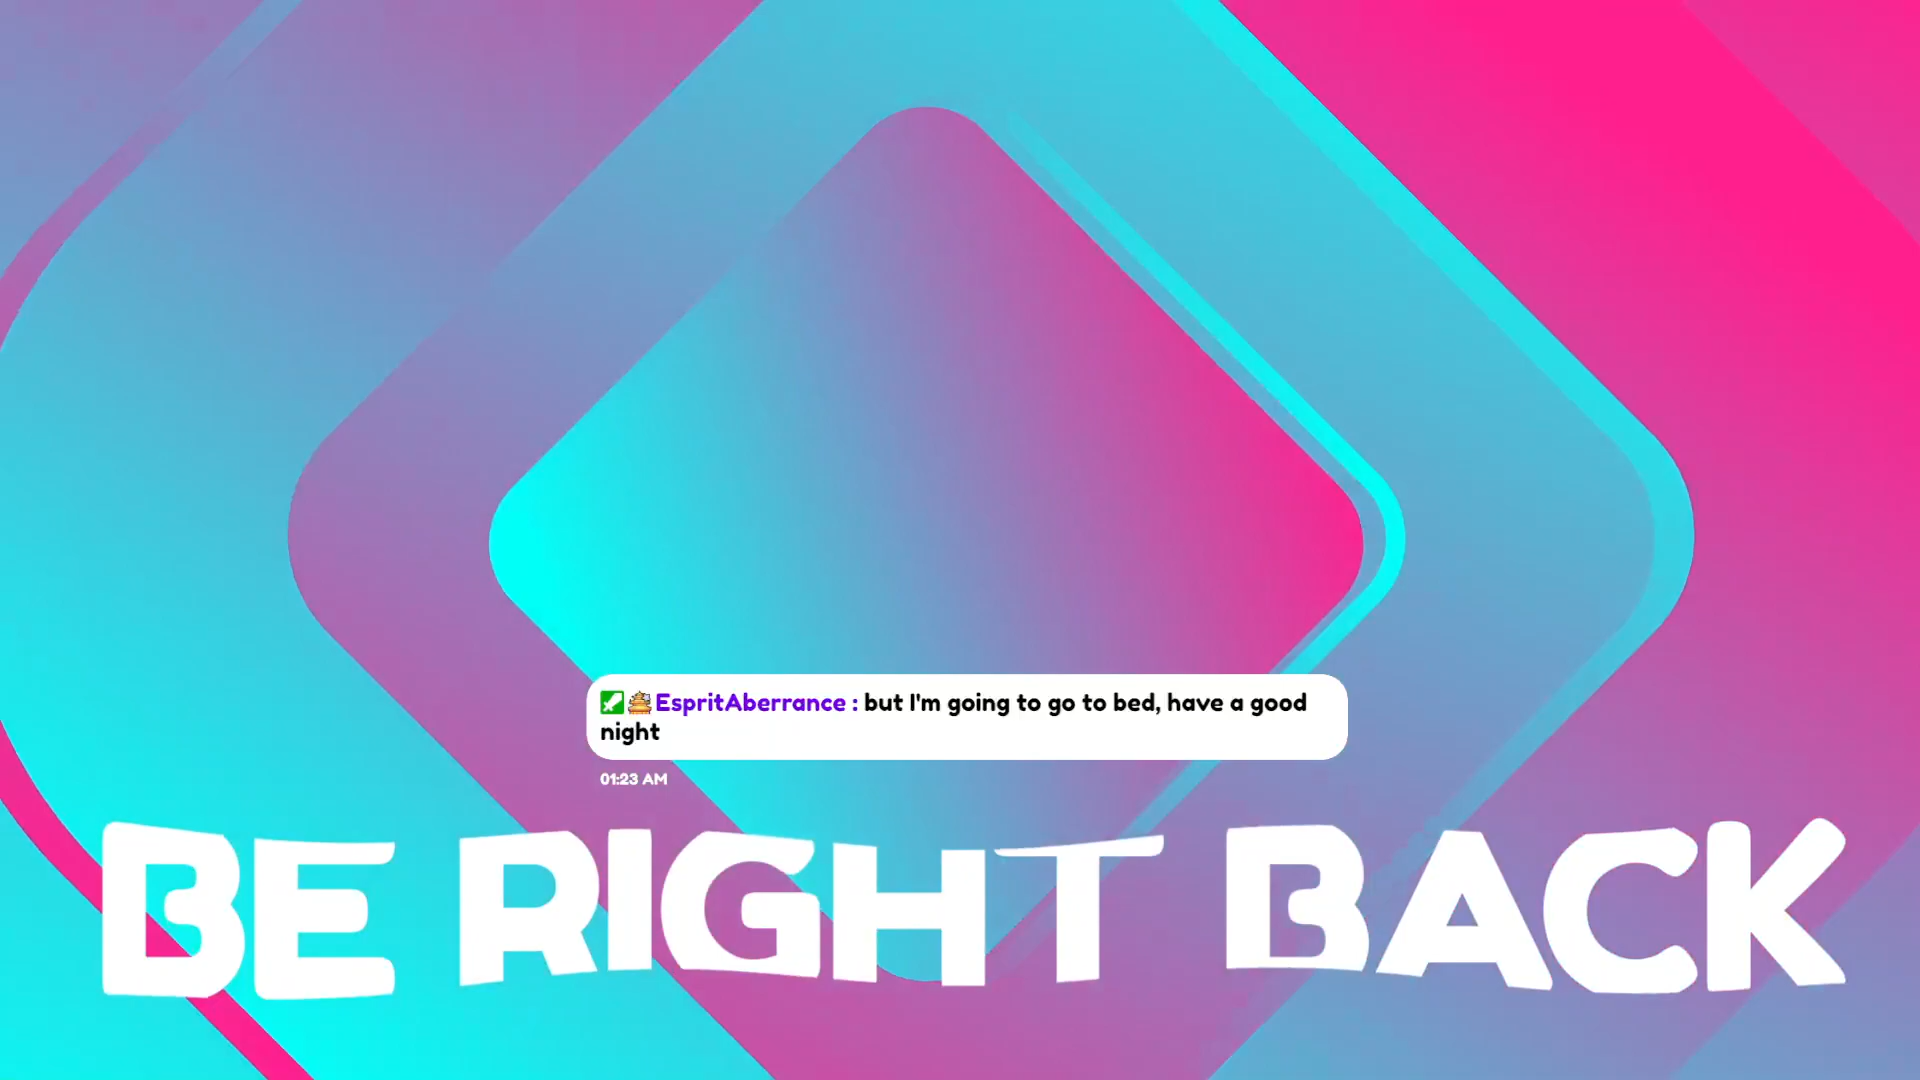 EspritAberrance : but I'm going to go to bed, have a good
night
01:23 AM
BE RIGHT BACK